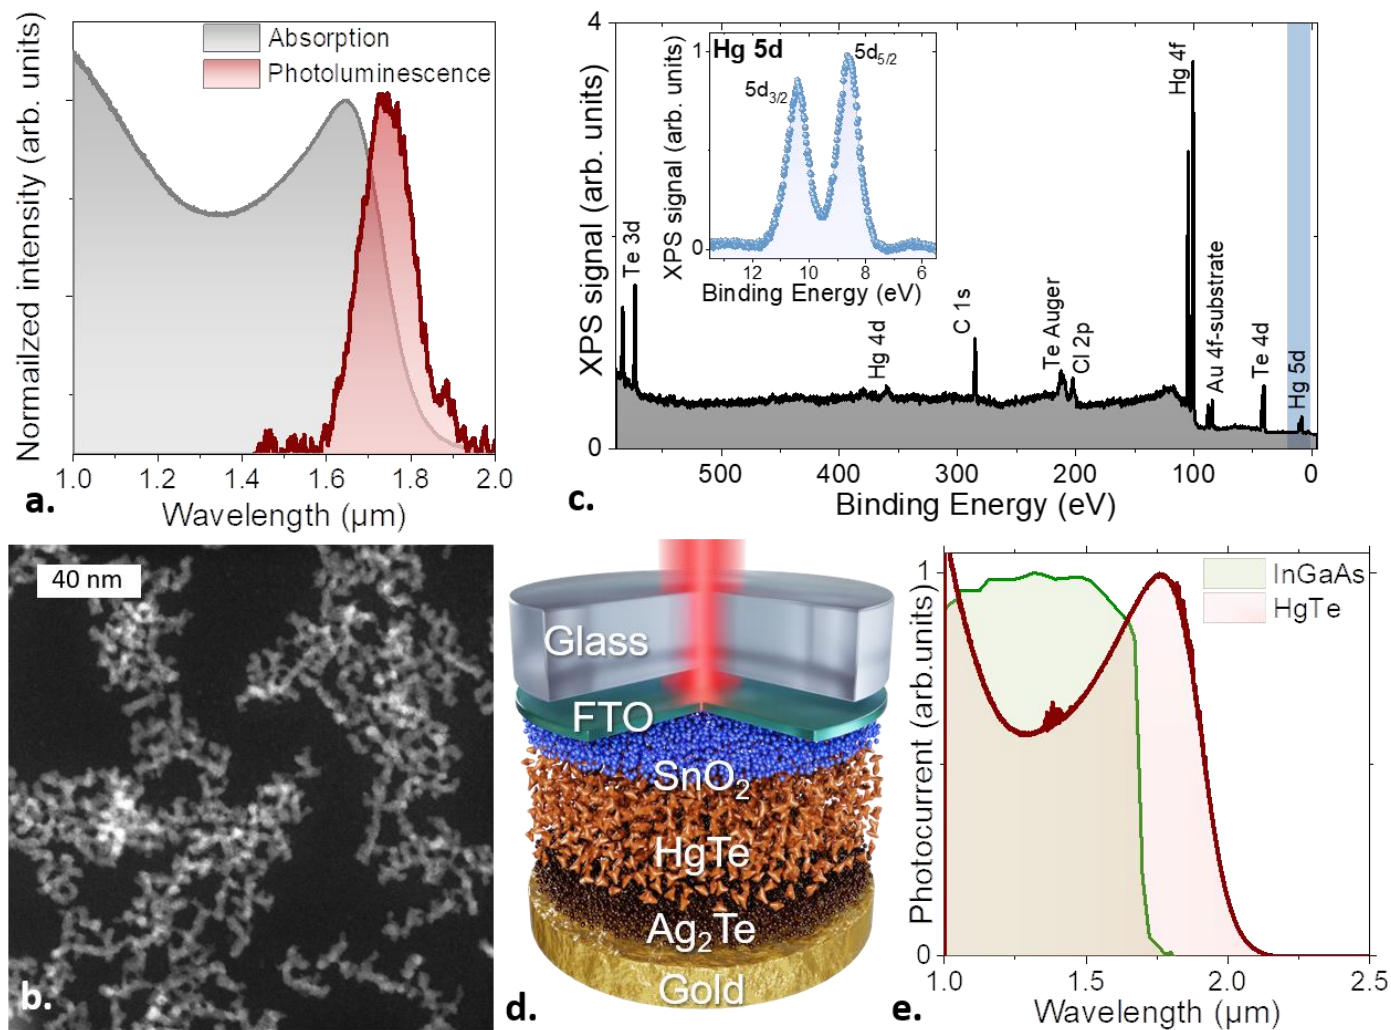 Absorption
Photoluminescence
Normailzed intensity (arb. units)
1.0 1.2 1.4 1.6 1.8 2.0
Wavelength (µm)
a.
4
0
XPS signal (arb. units)
Hg 5d
5d5/2
5d3/2
1
0
XPS signal (arb. units)
12 10 8 6
Binding Energy (eV)
Te 3d
Hg 4d
C 1s
Te Auger
Cl 2p
Hg 4f
Au 4f-substrate
Te 4d
Hg 5d
500 400 300 200 100 0
Binding Energy (eV)
c.
40 nm
b.
Glass
FTO
SnO2
HgTe
Ag2Te
Gold
d.
InGaAs
HgTe
1
0
Photocurrent (arb.units)
1.0 1.5 2.0 2.5
Wavelength (µm)
e.